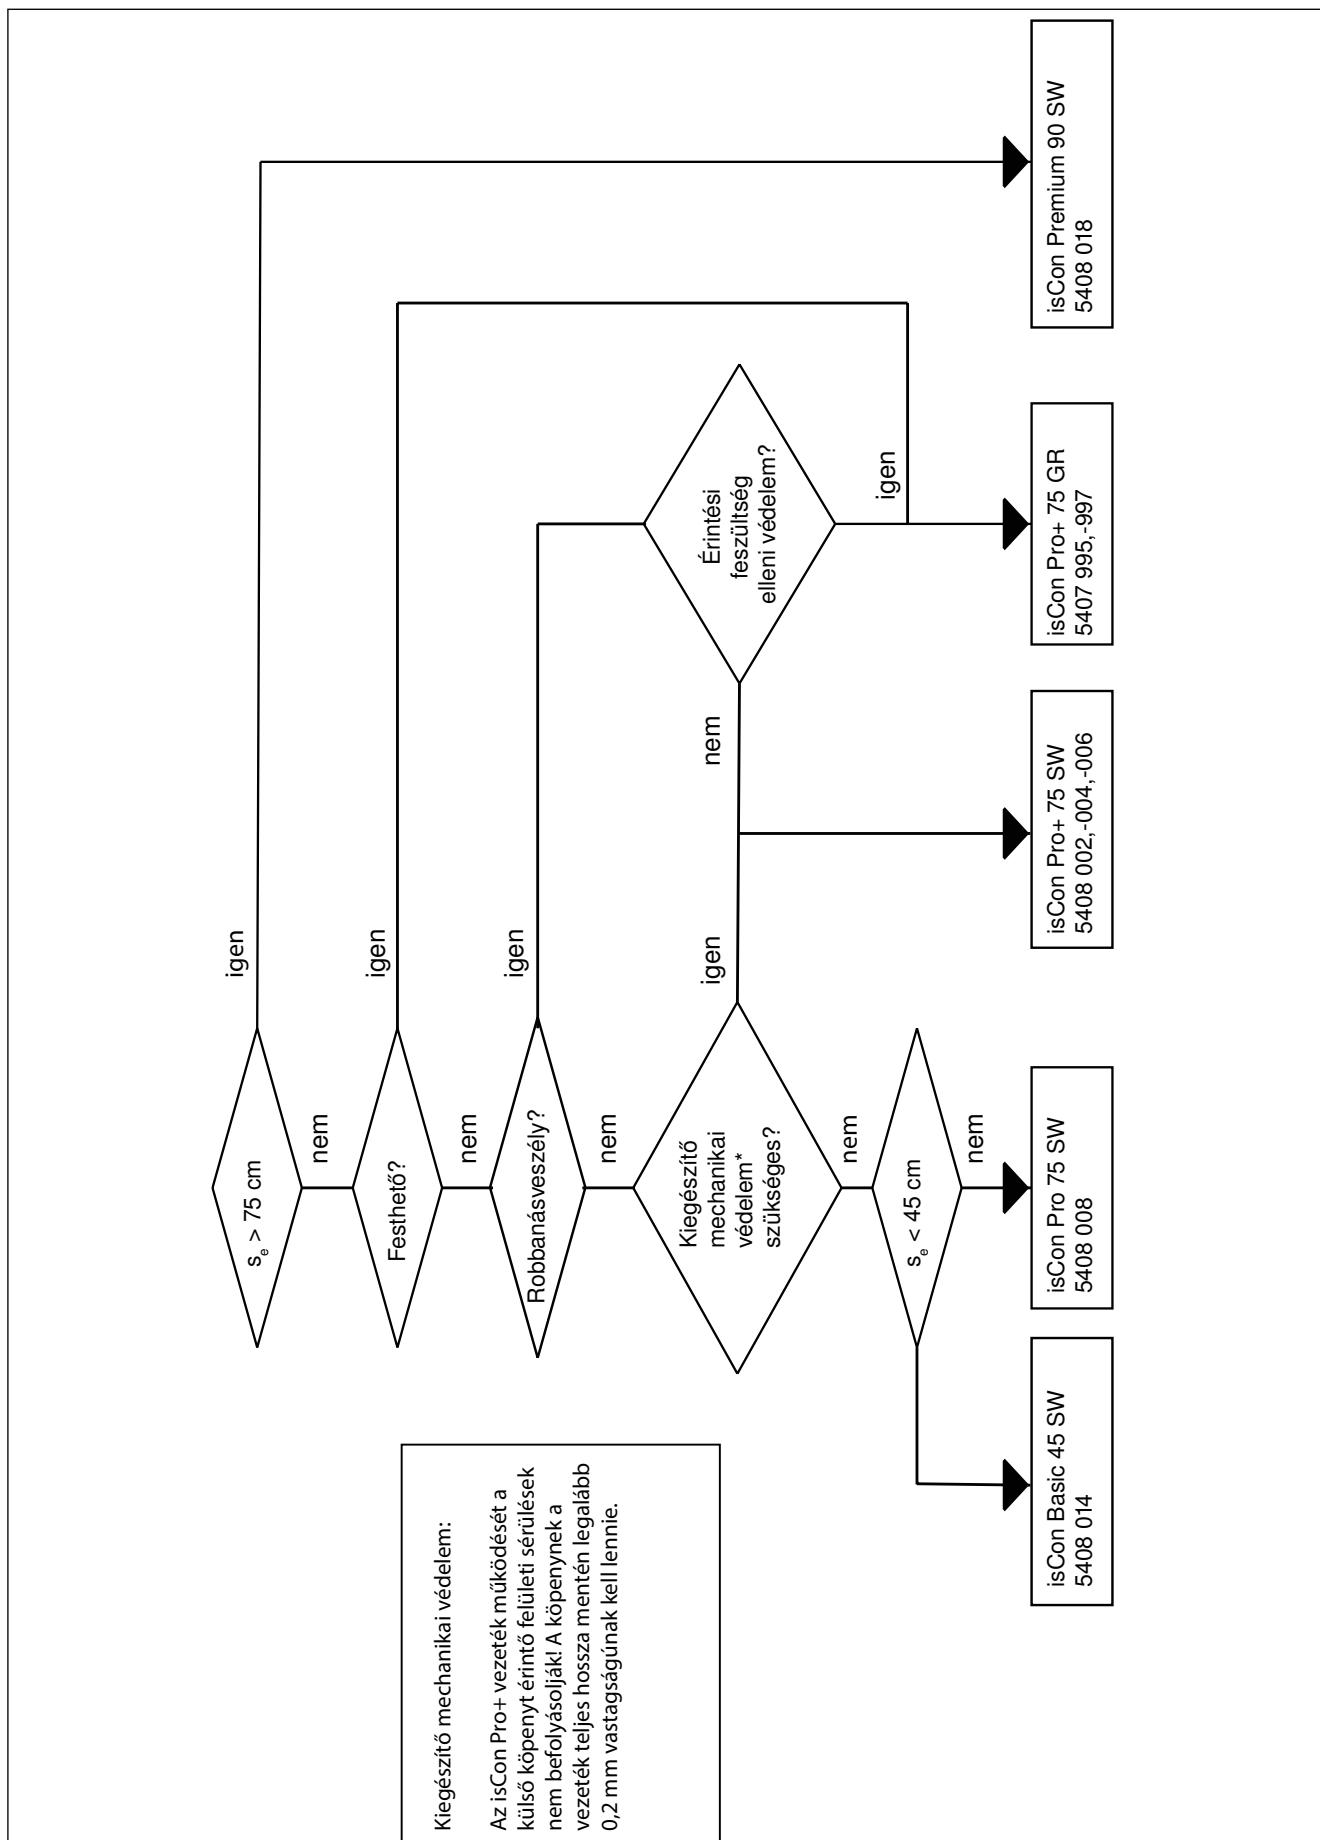 Kiegészítő mechanikai védelem:
Az isCon Pro+ vezeték működését a
külső köpenyt érintő felületi sérülések
nem befolyásolják! A köpenynek a
vezeték teljes hossza mentén legalább
0,2 mm vastagságúnak kell lennie.
sₑ > 75 cm
igen
nem
Festhető?
igen
nem
Robbanásveszély?
igen
nem
Kiegészítő
mechanikai
védelem*
szükséges?
igen
nem
Érintési
feszültség
elleni védelem?
nem
igen
sₑ < 45 cm
nem
isCon Basic 45 SW
5408 014
isCon Pro 75 SW
5408 008
isCon Pro+ 75 SW
5408 002,-004,-006
isCon Pro+ 75 GR
5407 995,-997
isCon Premium 90 SW
5408 018